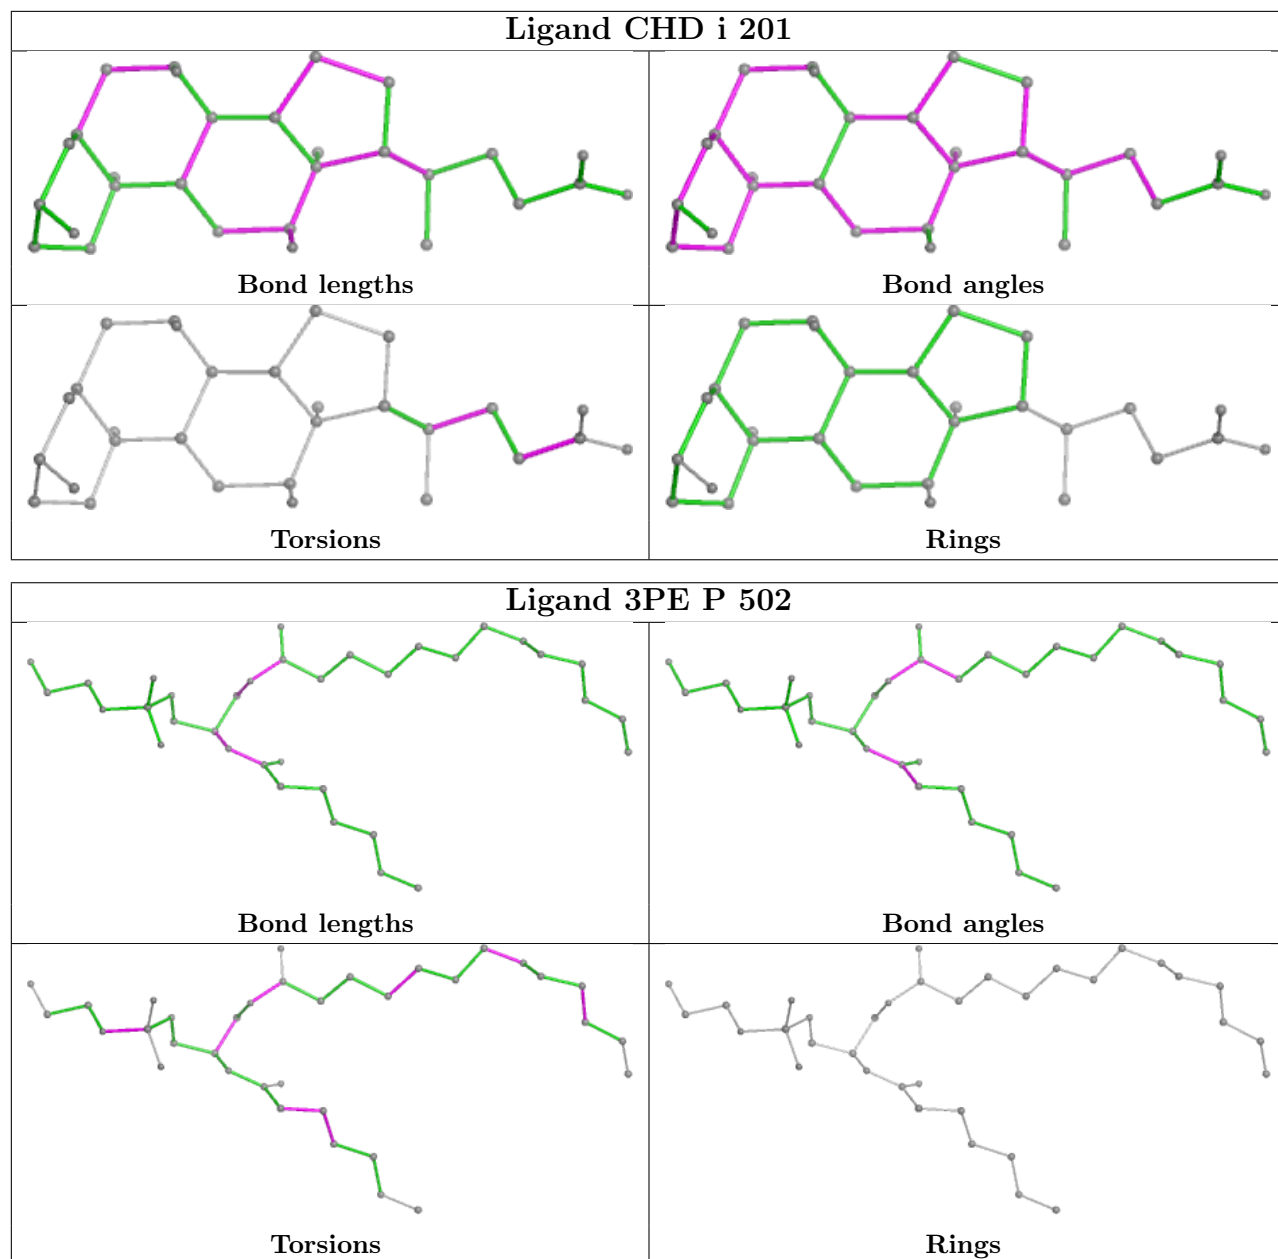 Ligand CHD i 201
Bond lengths
Bond angles
Torsions
Rings
Ligand 3PE P 502
Bond lengths
Bond angles
Torsions
Rings